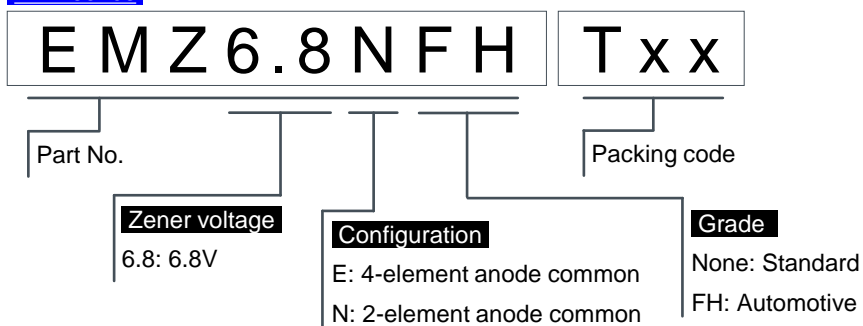 EMZ6.8NFH Txx
Part No.
Packing code
Zener voltage
6.8: 6.8V
Configuration
E: 4-element anode common
N: 2-element anode common
Grade
None: Standard
FH: Automotive